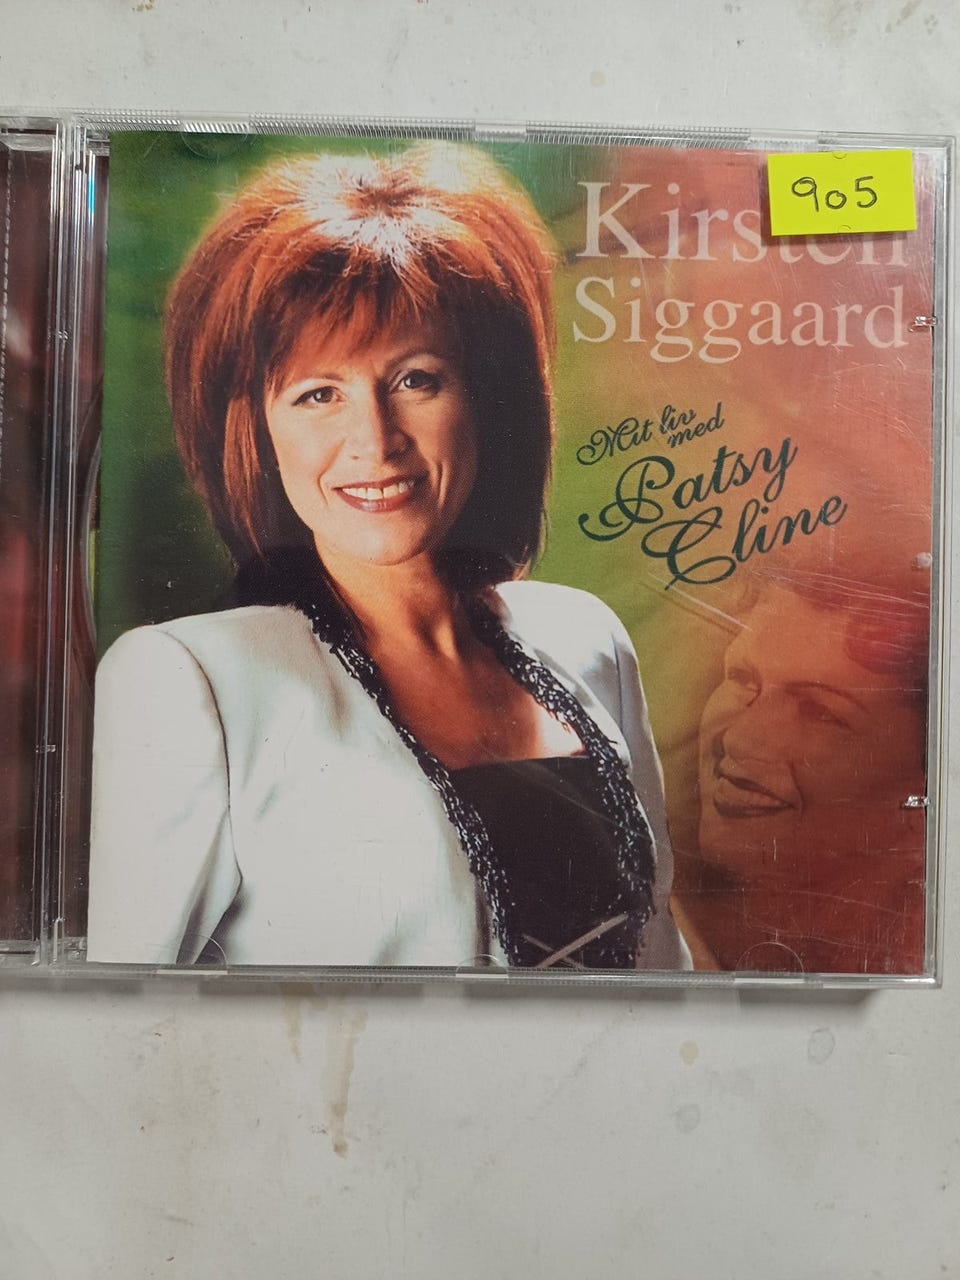 905
Kirsten
Siggaard
Mit liv
med
Patsy
Cline